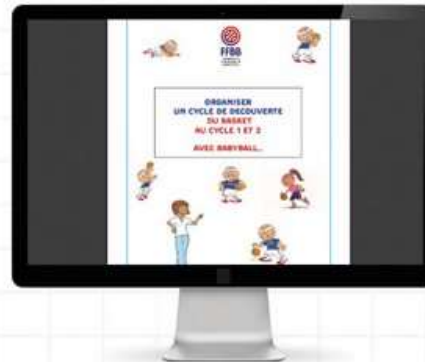 FFBB
ORGANISER
UN CYCLE DE DECOUVERTE
DU BASKET
AU CYCLE 1 ET 2
AVEC BABYBALL..